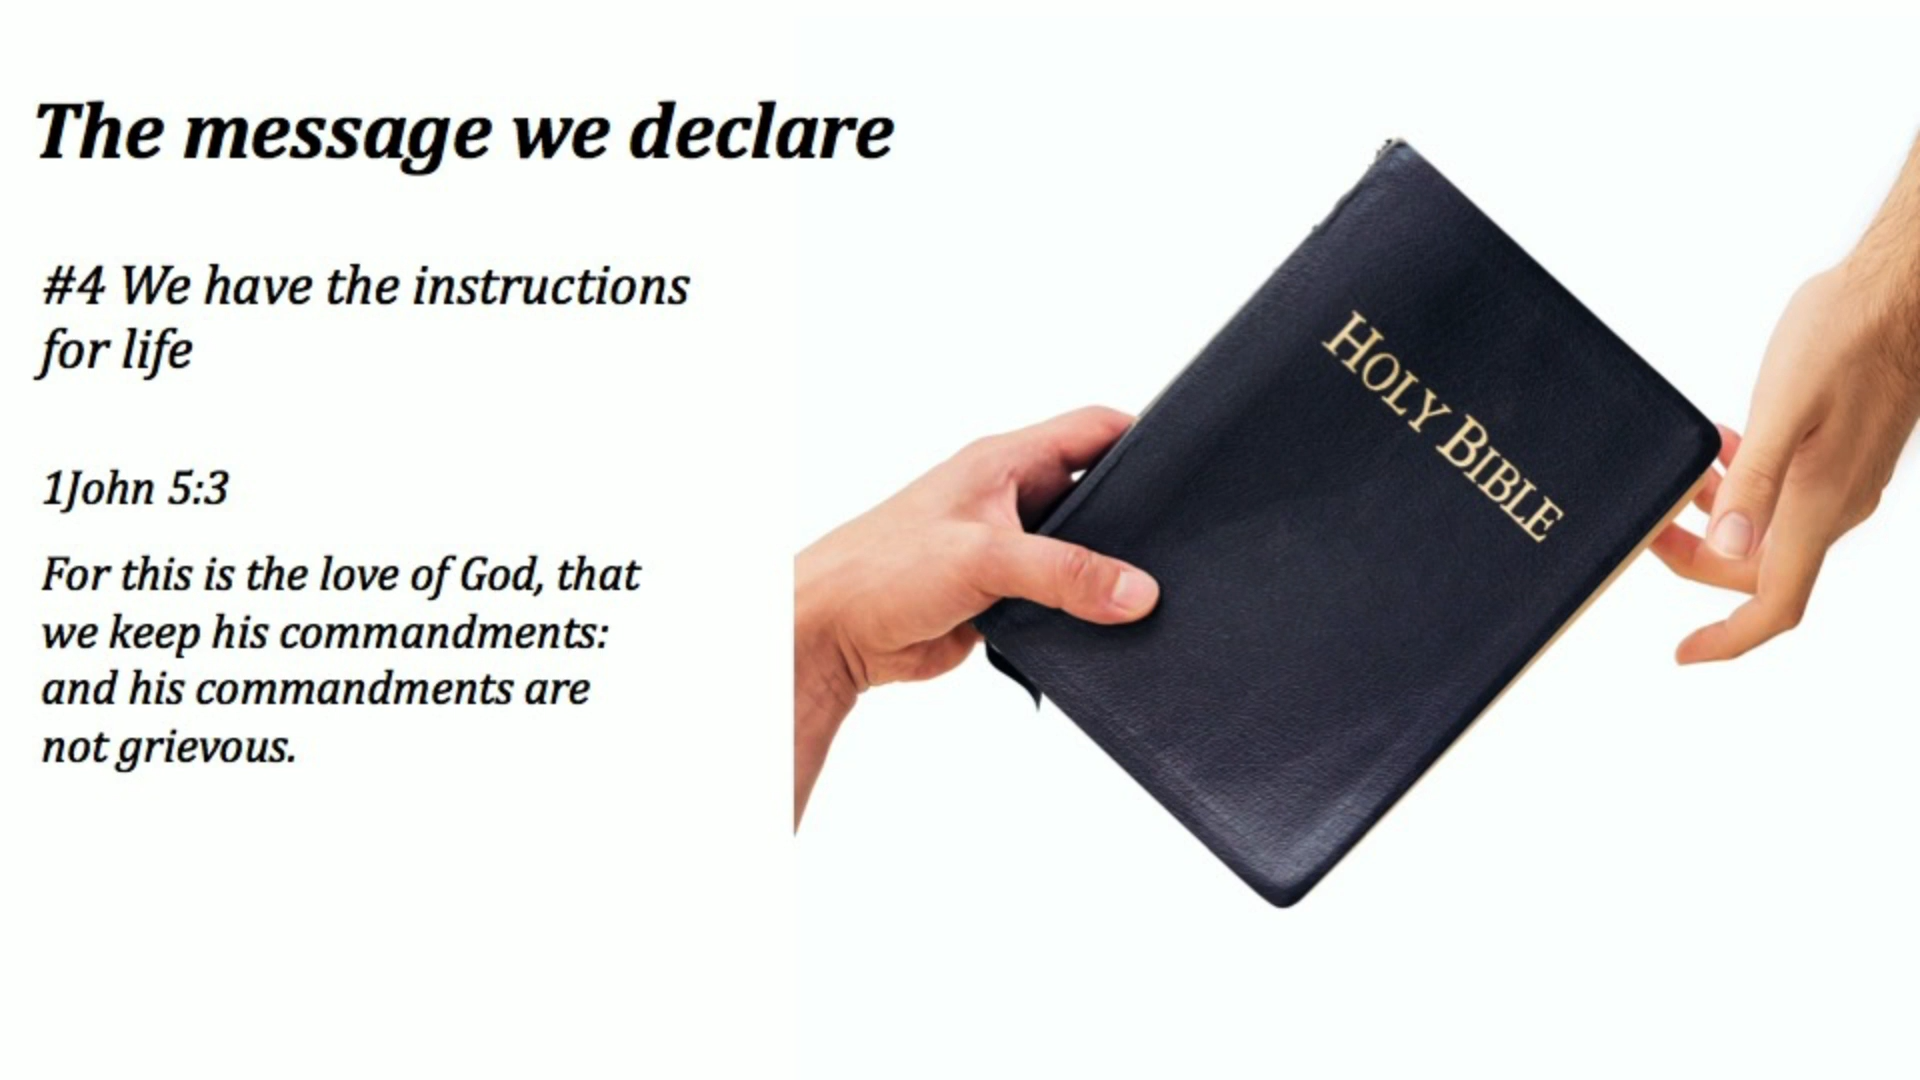 The message we declare
#4 We have the instructions
for life
1John 5:3
For this is the love of God, that
we keep his commandments:
and his commandments are
not grievous.
HOLY BIBLE